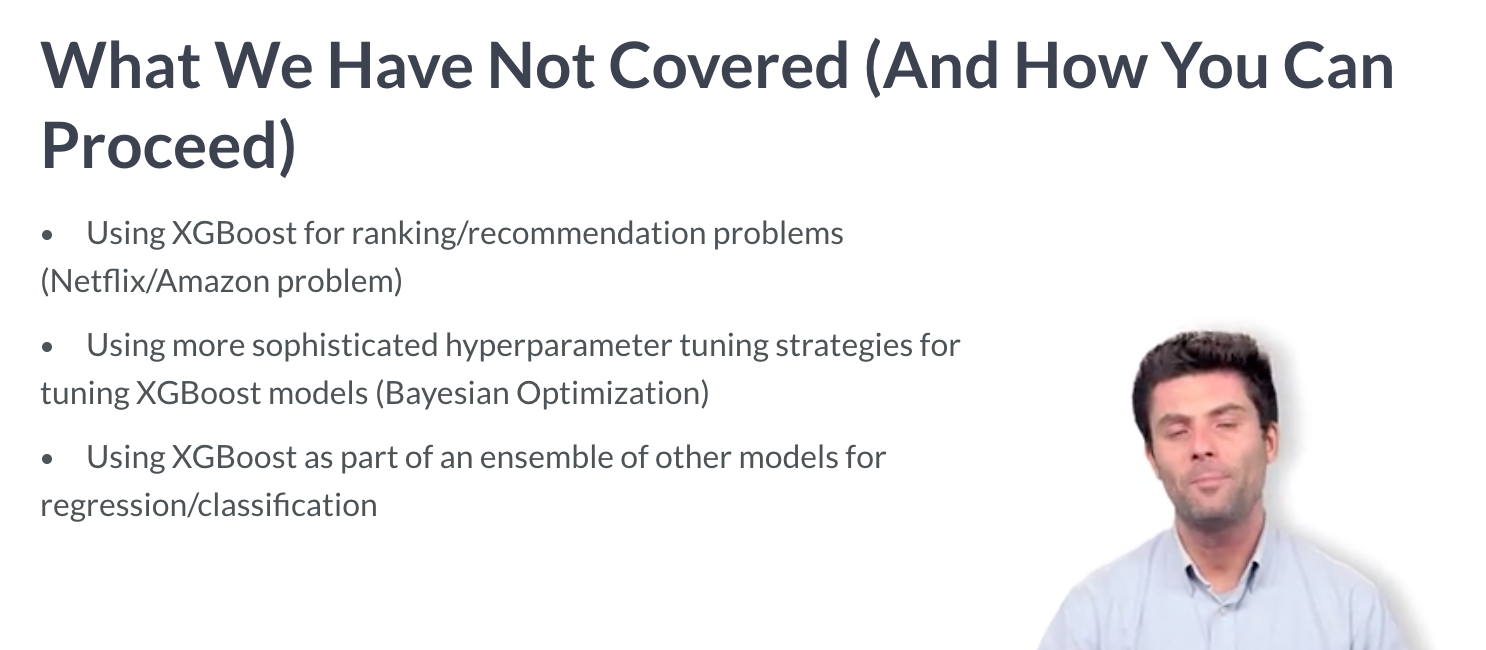 What We Have Not Covered (And How You Can
Proceed)
• Using XGBoost for ranking/recommendation problems
(Netflix/Amazon problem)
• Using more sophisticated hyperparameter tuning strategies for
tuning XGBoost models (Bayesian Optimization)
• Using XGBoost as part of an ensemble of other models for
regression/classification